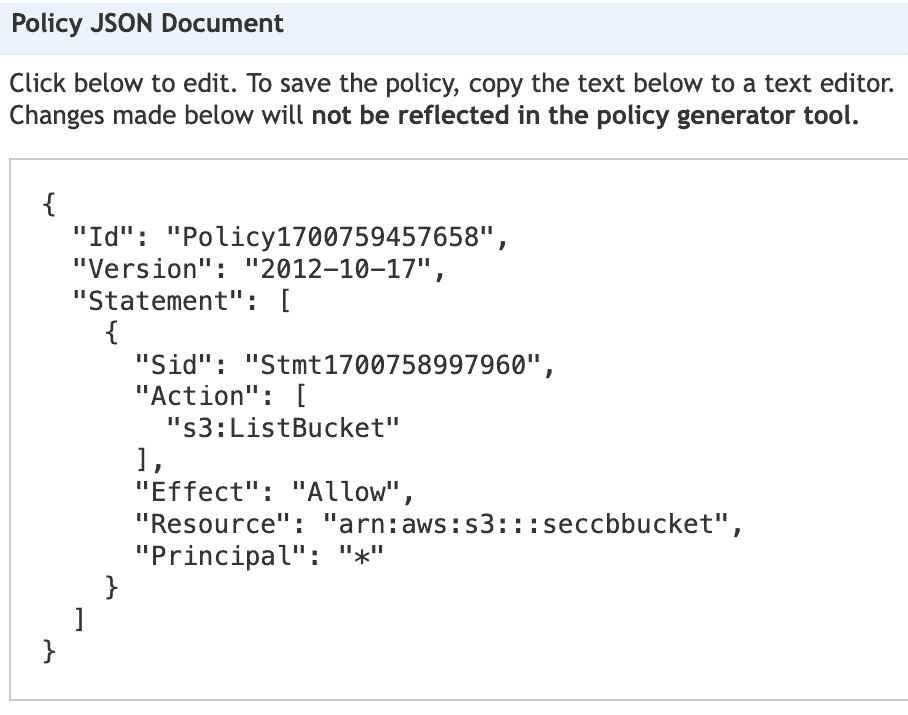 Policy JSON Document
Click below to edit. To save the policy, copy the text below to a text editor.
Changes made below will not be reflected in the policy generator tool.
{
  "Id": "Policy1700759457658",
  "Version": "2012-10-17",
  "Statement": [
    {
      "Sid": "Stmt1700758997960",
      "Action": [
        "s3:ListBucket"
      ],
      "Effect": "Allow",
      "Resource": "arn:aws:s3:::seccbbucket",
      "Principal": "*"
    }
  ]
}